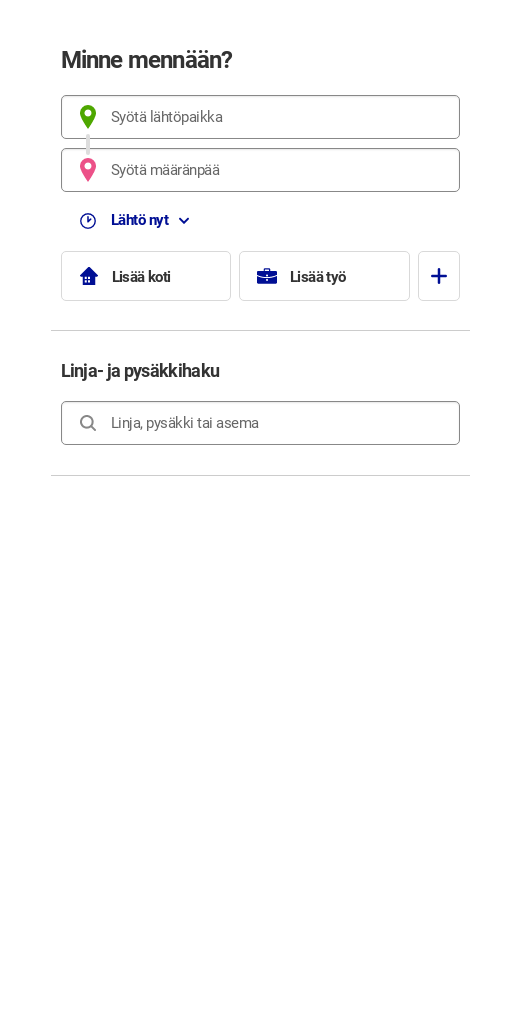 Minne mennään?
Syötä lähtöpaikka
Syötä määränpää
Lähtö nyt
Lisää koti
Lisää työ
Linja- ja pysäkkihaku
Linja, pysäkki tai asema